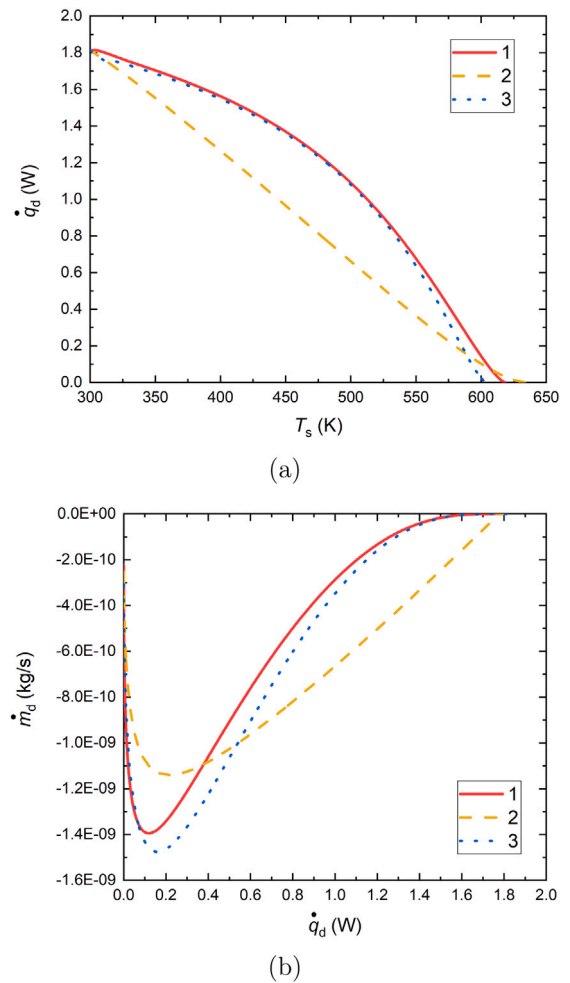 2.0
1.8
1.6
1.4
1.2
1.0
0.8
0.6
0.4
0.2
0.0
q̇d (W)
1
2
3
300 350 400 450 500 550 600 650
Ts (K)
(a)
0.0E+00
-2.0E-10
-4.0E-10
-6.0E-10
-8.0E-10
-1.0E-09
-1.2E-09
-1.4E-09
-1.6E-09
ṁd (kg/s)
1
2
3
0.0 0.2 0.4 0.6 0.8 1.0 1.2 1.4 1.6 1.8 2.0
q̇d (W)
(b)